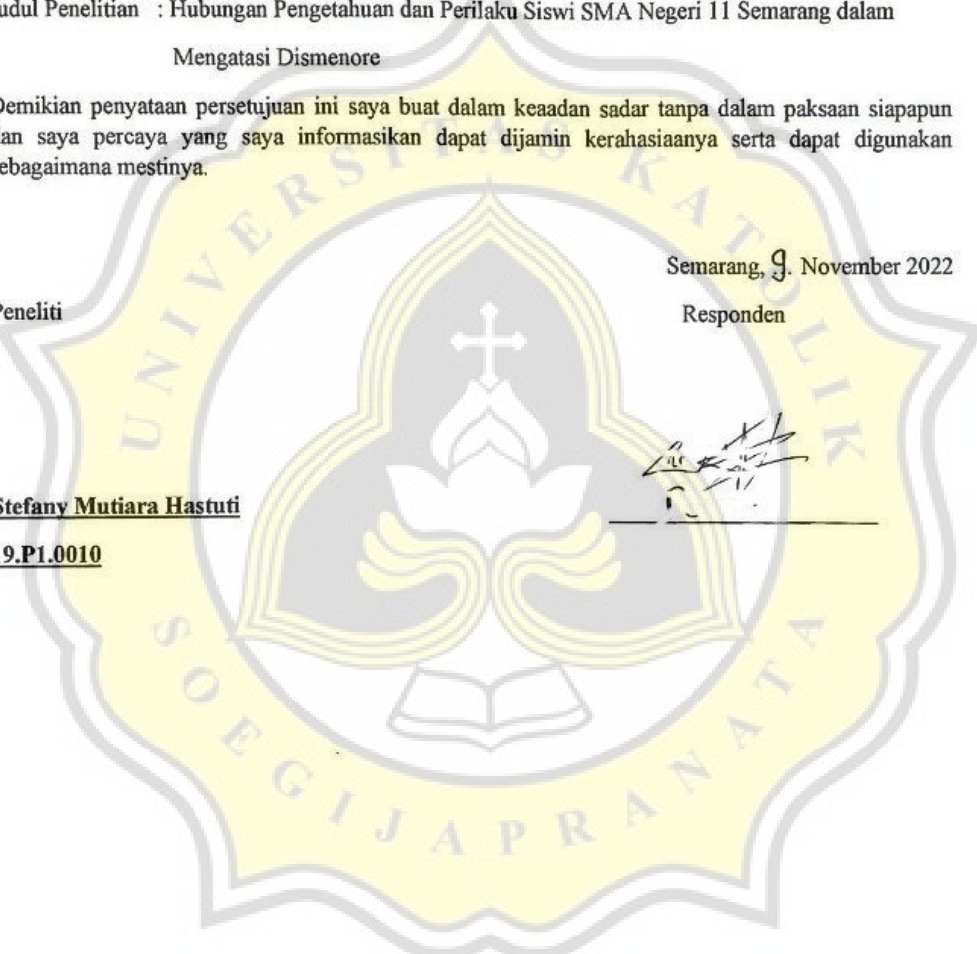 udul Penelitian : Hubungan Pengetahuan dan Perilaku Siswi SMA Negeri 11 Semarang dalam
Mengatasi Dismenore
Demikian penyataan persetujuan ini saya buat dalam keaadan sadar tanpa dalam paksaan siapapun
dan saya percaya yang saya informasikan dapat dijamin kerahasiaanya serta dapat digunakan
sebagaimana mestinya.
Semarang, 9. November 2022
Peneliti
Responden
Stefany Mutiara Hastuti
9.P1.0010
UNIVERSITAS KATOLIK
SOEGIJAPRANATA